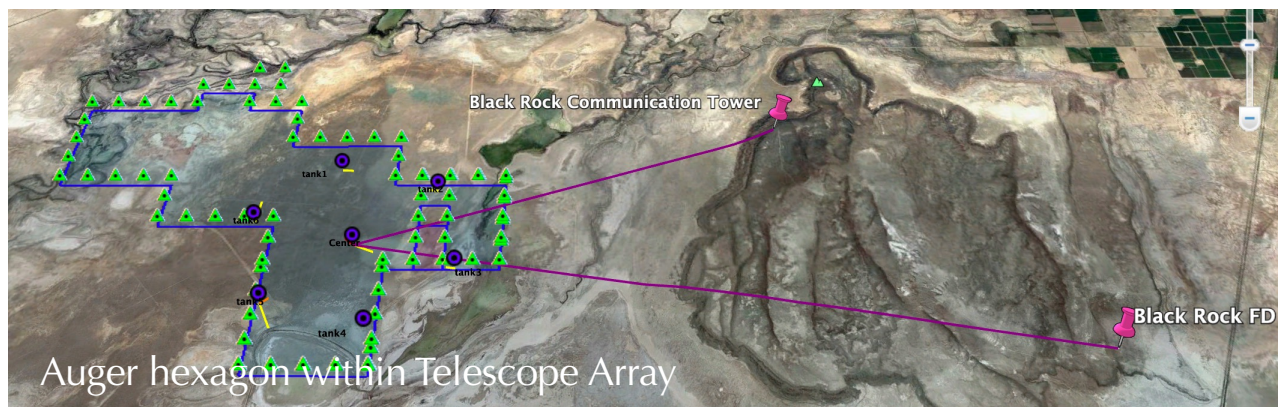 Black Rock Communication Tower
tank1
tank2
Center
tank3
Black Rock FD
tank4
Auger hexagon within Telescope Array